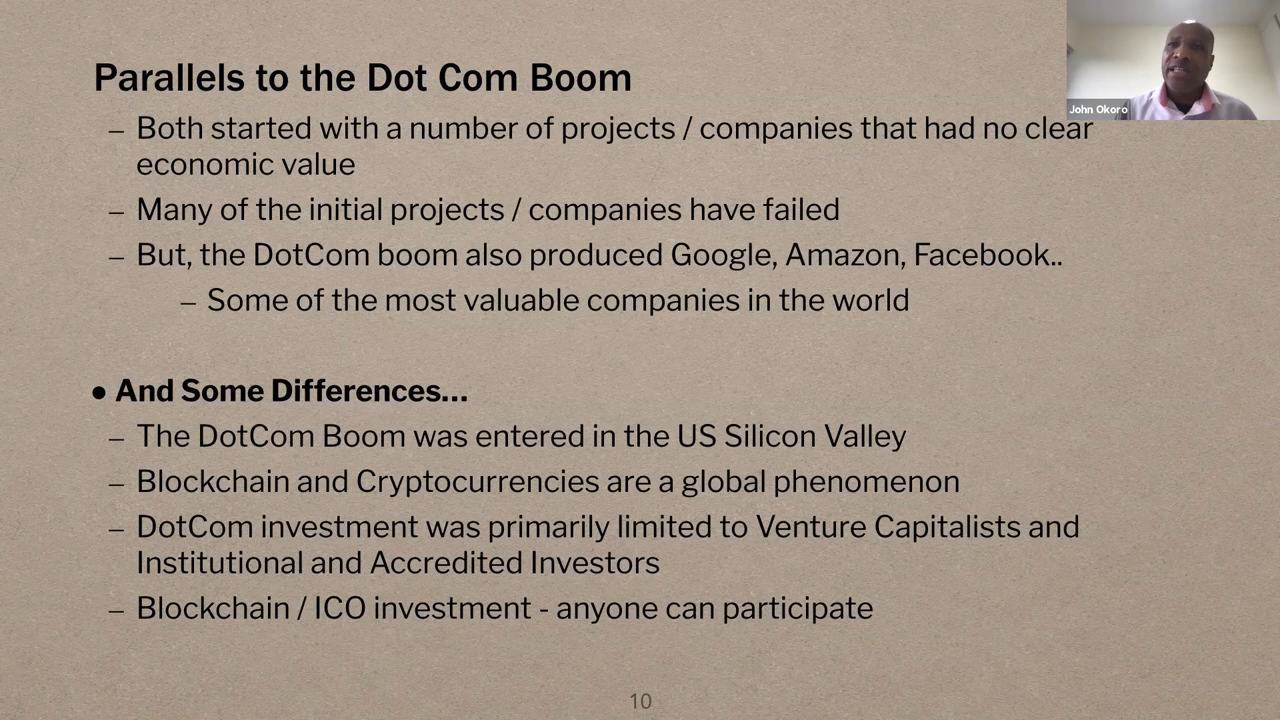 Parallels to the Dot Com Boom
John Okoro
– Both started with a number of projects / companies that had no clear
economic value
– Many of the initial projects / companies have failed
– But, the DotCom boom also produced Google, Amazon, Facebook..
– Some of the most valuable companies in the world
● And Some Differences...
– The DotCom Boom was entered in the US Silicon Valley
– Blockchain and Cryptocurrencies are a global phenomenon
– DotCom investment was primarily limited to Venture Capitalists and
Institutional and Accredited Investors
– Blockchain / ICO investment - anyone can participate
10